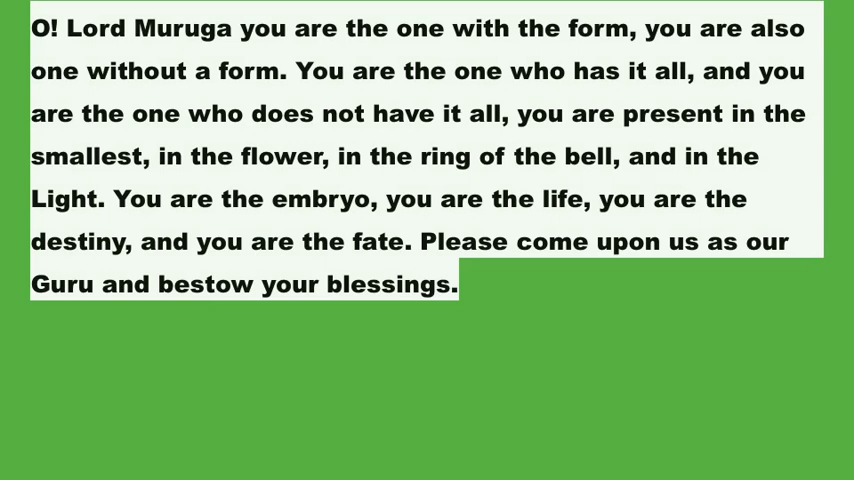 O! Lord Muruga you are the one with the form, you are also
one without a form. You are the one who has it all, and you
are the one who does not have it all, you are present in the
smallest, in the flower, in the ring of the bell, and in the
Light. You are the embryo, you are the life, you are the
destiny, and you are the fate. Please come upon us as our
Guru and bestow your blessings.